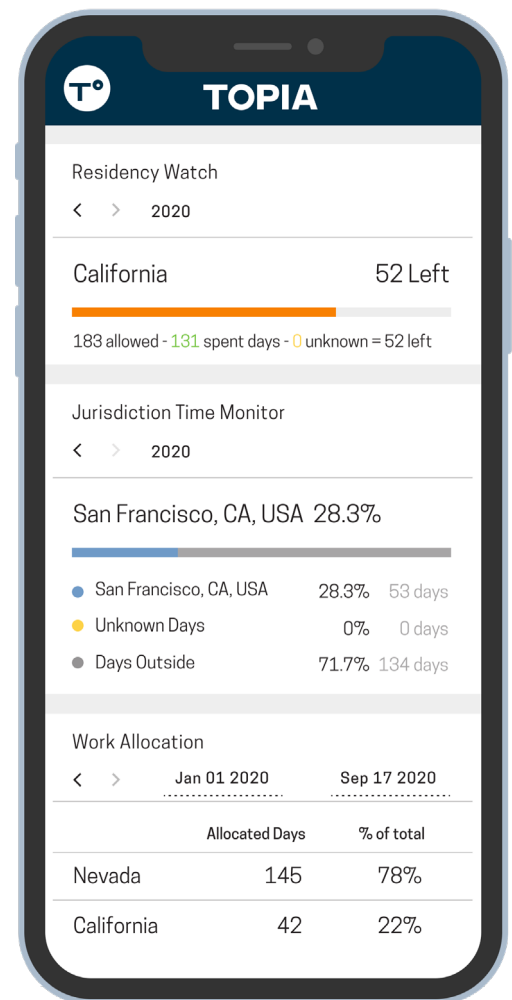 T°
TOPIA
Residency Watch
2020
California 52 Left
183 allowed - 131 spent days - 0 unknown = 52 left
Jurisdiction Time Monitor
2020
San Francisco, CA, USA 28.3%
San Francisco, CA, USA 28.3% 53 days
Unknown Days 0% 0 days
Days Outside 71.7% 134 days
Work Allocation
Jan 01 2020 Sep 17 2020
Allocated Days % of total
Nevada 145 78%
California 42 22%